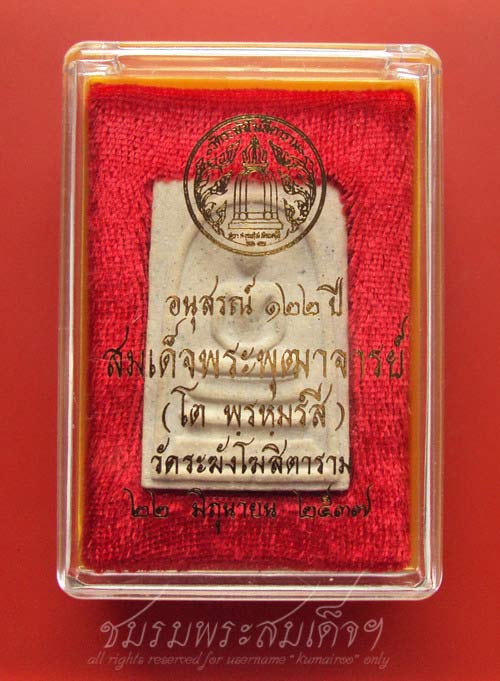 อนุสรณ์ ๑๒๒ ปี
สมเด็จพระพุฒาจารย์
(โต พฺรหฺมรํสี)
วัดระฆังโฆสิตาราม
๒๒ มิถุนายน ๒๕๓๗
ชมรมพระสมเด็จฯ
all rights reserved for username "kumairoo" only